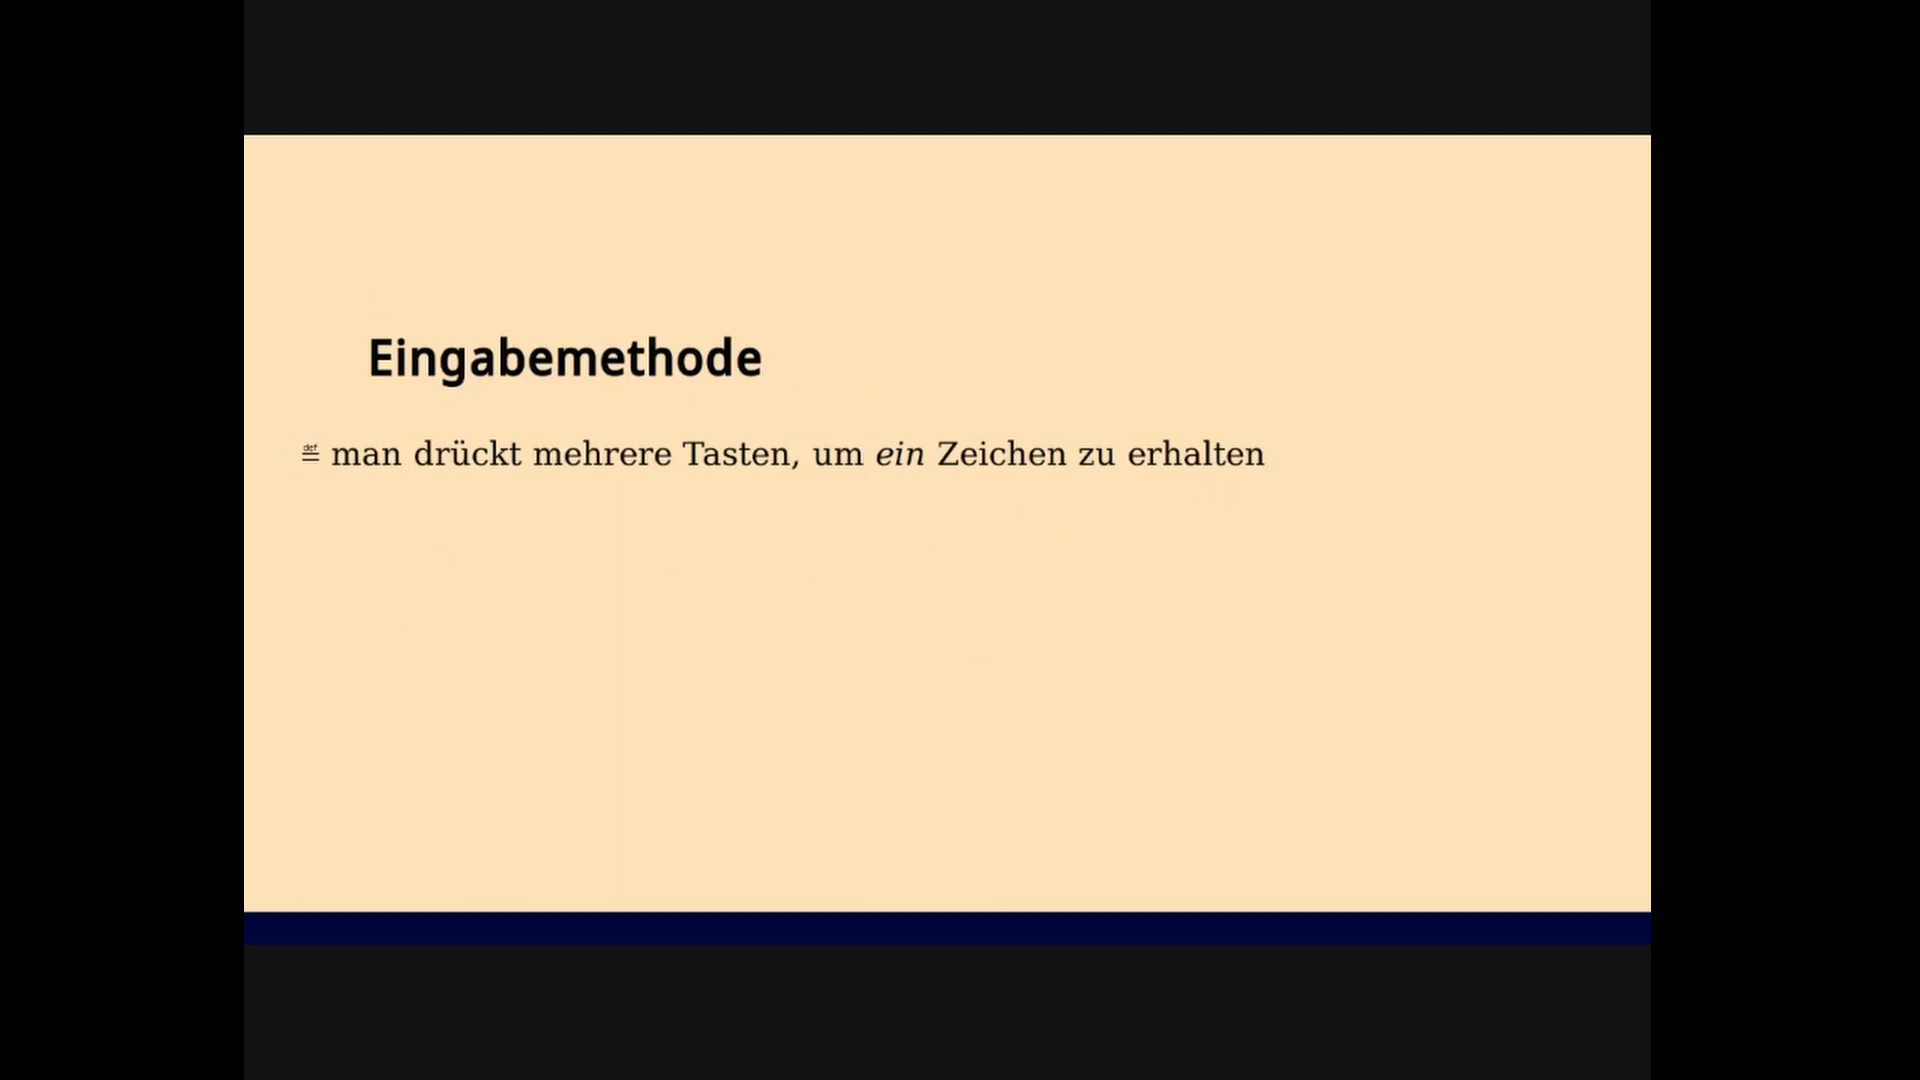 Eingabemethode
≝ man drückt mehrere Tasten, um ein Zeichen zu erhalten